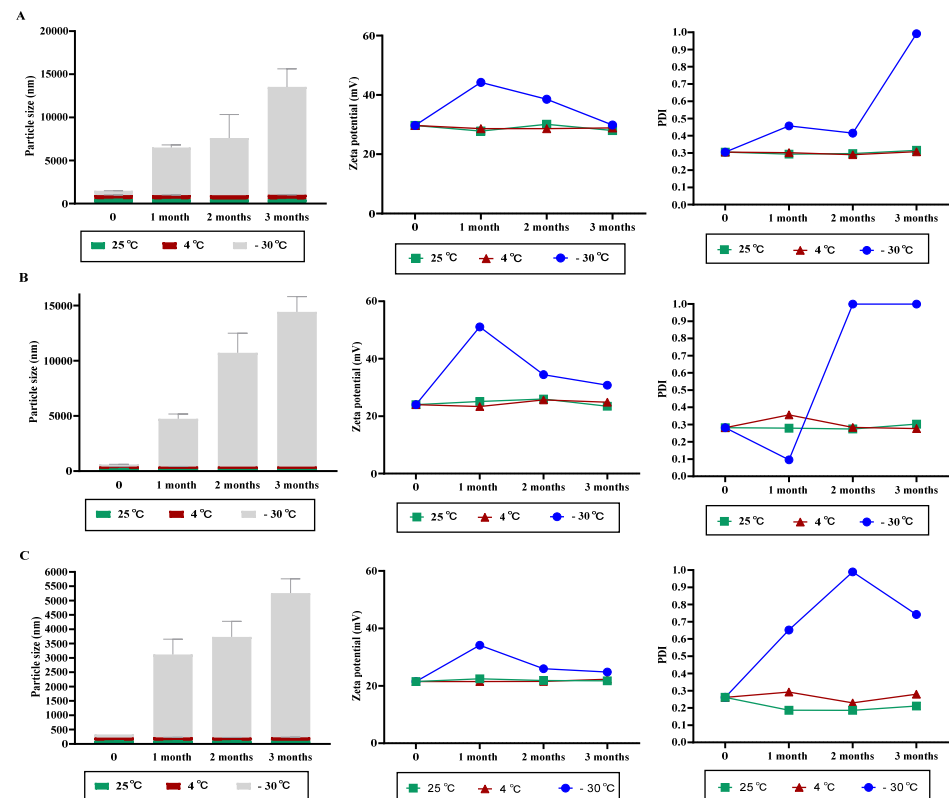 A
Particle size (nm)
20000
15000
10000
5000
0
0 1 month 2 months 3 months
25 °C 4 °C - 30 °C
Zeta potential (mV)
60
40
20
0
0 1 month 2 months 3 months
25 °C 4 °C - 30 °C
PDI
1.0
0.9
0.8
0.7
0.6
0.5
0.4
0.3
0.2
0.1
0.0
0 1 month 2 months 3 months
25 °C 4 °C - 30 °C
B
Particle size (nm)
15000
10000
5000
0
0 1 month 2 months 3 months
25 °C 4 °C - 30 °C
Zeta potential (mV)
60
40
20
0
0 1 month 2 months 3 months
25 °C 4 °C - 30 °C
PDI
1.0
0.9
0.8
0.7
0.6
0.5
0.4
0.3
0.2
0.1
0.0
0 1 month 2 months 3 months
25 °C 4 °C - 30 °C
C
Particle size (nm)
6000
5500
5000
4500
4000
3500
3000
2500
2000
1500
1000
500
0
0 1 month 2 months 3 months
25 °C 4 °C - 30 °C
Zeta potential (mV)
60
40
20
0
0 1 month 2 months 3 months
25 °C 4 °C - 30 °C
PDI
1.0
0.9
0.8
0.7
0.6
0.5
0.4
0.3
0.2
0.1
0.0
0 1 month 2 months 3 months
25 °C 4 °C - 30 °C